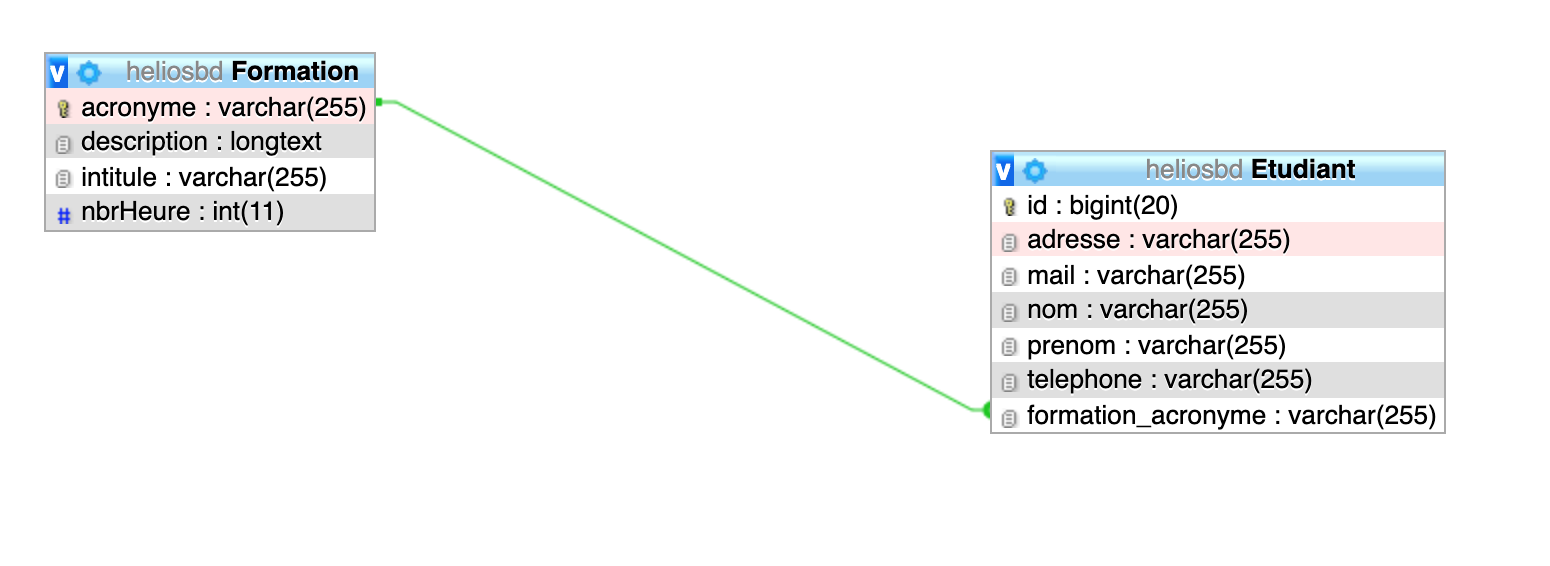 v heliosbd Formation
acronyme : varchar(255)
description : longtext
intitule : varchar(255)
# nbrHeure : int(11)
v heliosbd Etudiant
id : bigint(20)
adresse : varchar(255)
mail : varchar(255)
nom : varchar(255)
prenom : varchar(255)
telephone : varchar(255)
formation_acronyme : varchar(255)